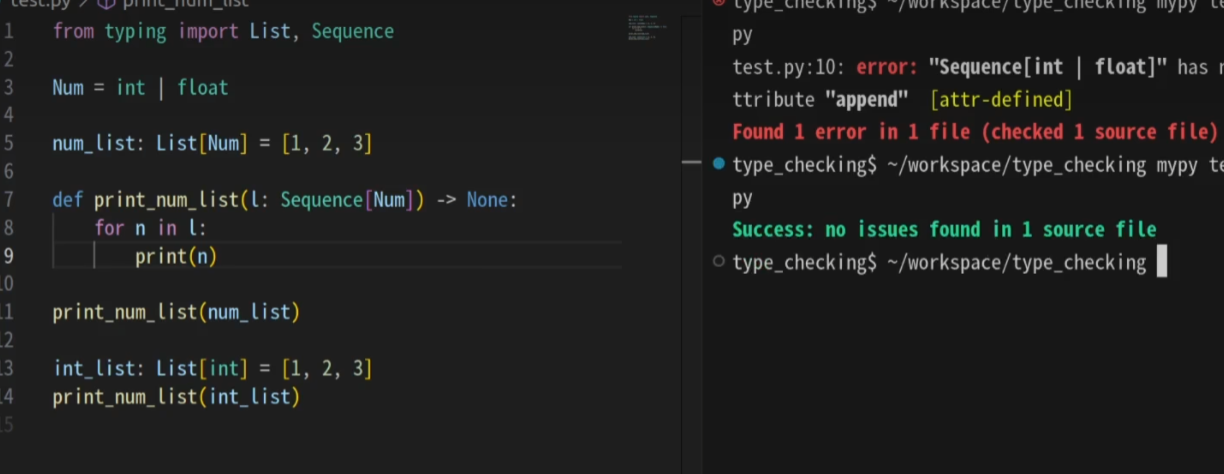 test.py > print_num_list
1 from typing import List, Sequence
2
3 Num = int | float
4
5 num_list: List[Num] = [1, 2, 3]
6
7 def print_num_list(l: Sequence[Num]) -> None:
8 for n in l:
9 print(n)
10
11 print_num_list(num_list)
12
13 int_list: List[int] = [1, 2, 3]
14 print_num_list(int_list)
15
type_checking$ ~/workspace/type_checking mypy te
py
test.py:10: error: "Sequence[int | float]" has
ttribute "append" [attr-defined]
Found 1 error in 1 file (checked 1 source file)
type_checking$ ~/workspace/type_checking mypy te
py
Success: no issues found in 1 source file
type_checking$ ~/workspace/type_checking